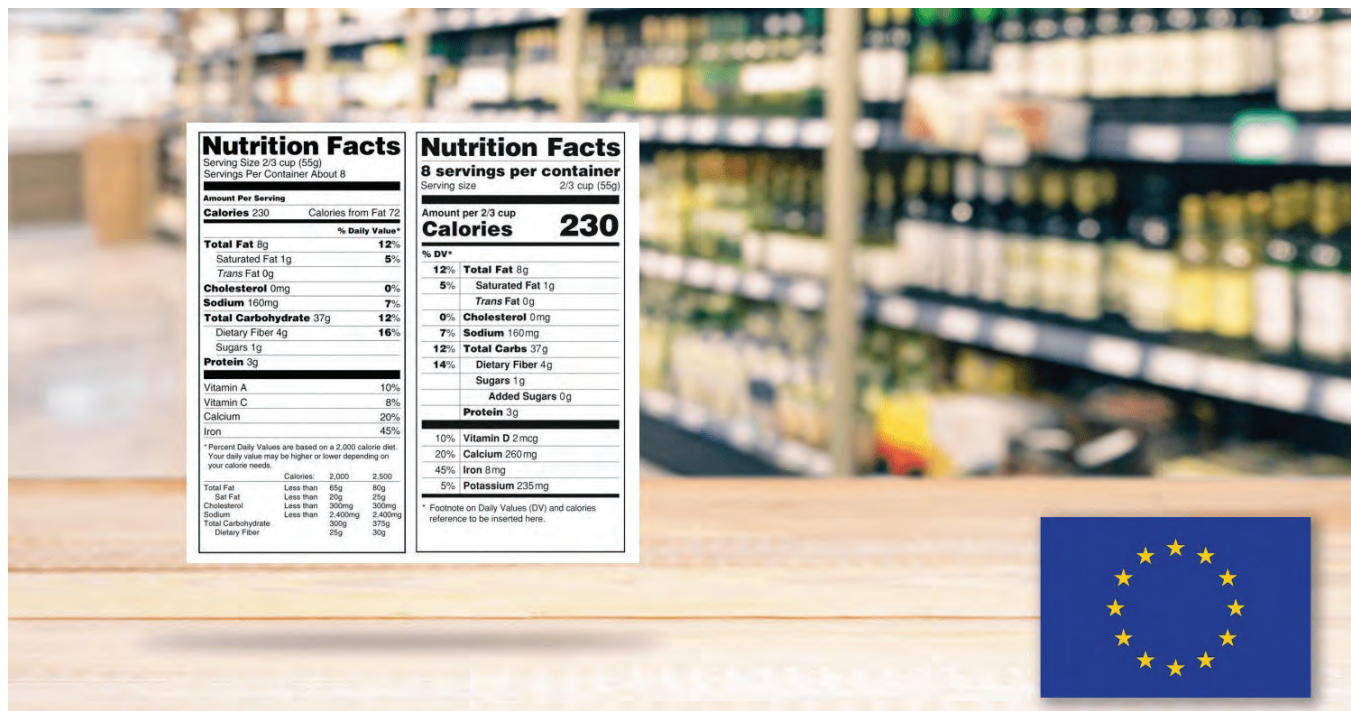 Nutrition Facts
Serving Size 2/3 cup (55g)
Servings Per Container About 8
Amount Per Serving
Calories 230 Calories from Fat 72
% Daily Value*
Total Fat 8g 12%
Saturated Fat 1g 5%
Trans Fat 0g
Cholesterol 0mg 0%
Sodium 160mg 7%
Total Carbohydrate 37g 12%
Dietary Fiber 4g 16%
Sugars 1g
Protein 3g
Vitamin A 10%
Vitamin C 8%
Calcium 20%
Iron 45%
* Percent Daily Values are based on a 2,000 calorie diet.
Your daily value may be higher or lower depending on
your calorie needs.
Calories: 2,000 2,500
Total Fat Less than 65g 80g
Sat Fat Less than 20g 25g
Cholesterol Less than 300mg 300mg
Sodium Less than 2,400mg 2,400mg
Total Carbohydrate 300g 375g
Dietary Fiber 25g 30g
Nutrition Facts
8 servings per container
Serving size 2/3 cup (55g)
Amount per 2/3 cup
Calories 230
% DV*
12% Total Fat 8g
5% Saturated Fat 1g
Trans Fat 0g
0% Cholesterol 0mg
7% Sodium 160mg
12% Total Carbs 37g
14% Dietary Fiber 4g
Sugars 1g
Added Sugars 0g
Protein 3g
10% Vitamin D 2mcg
20% Calcium 260mg
45% Iron 8mg
5% Potassium 235mg
* Footnote on Daily Values (DV) and calories
reference to be inserted here.